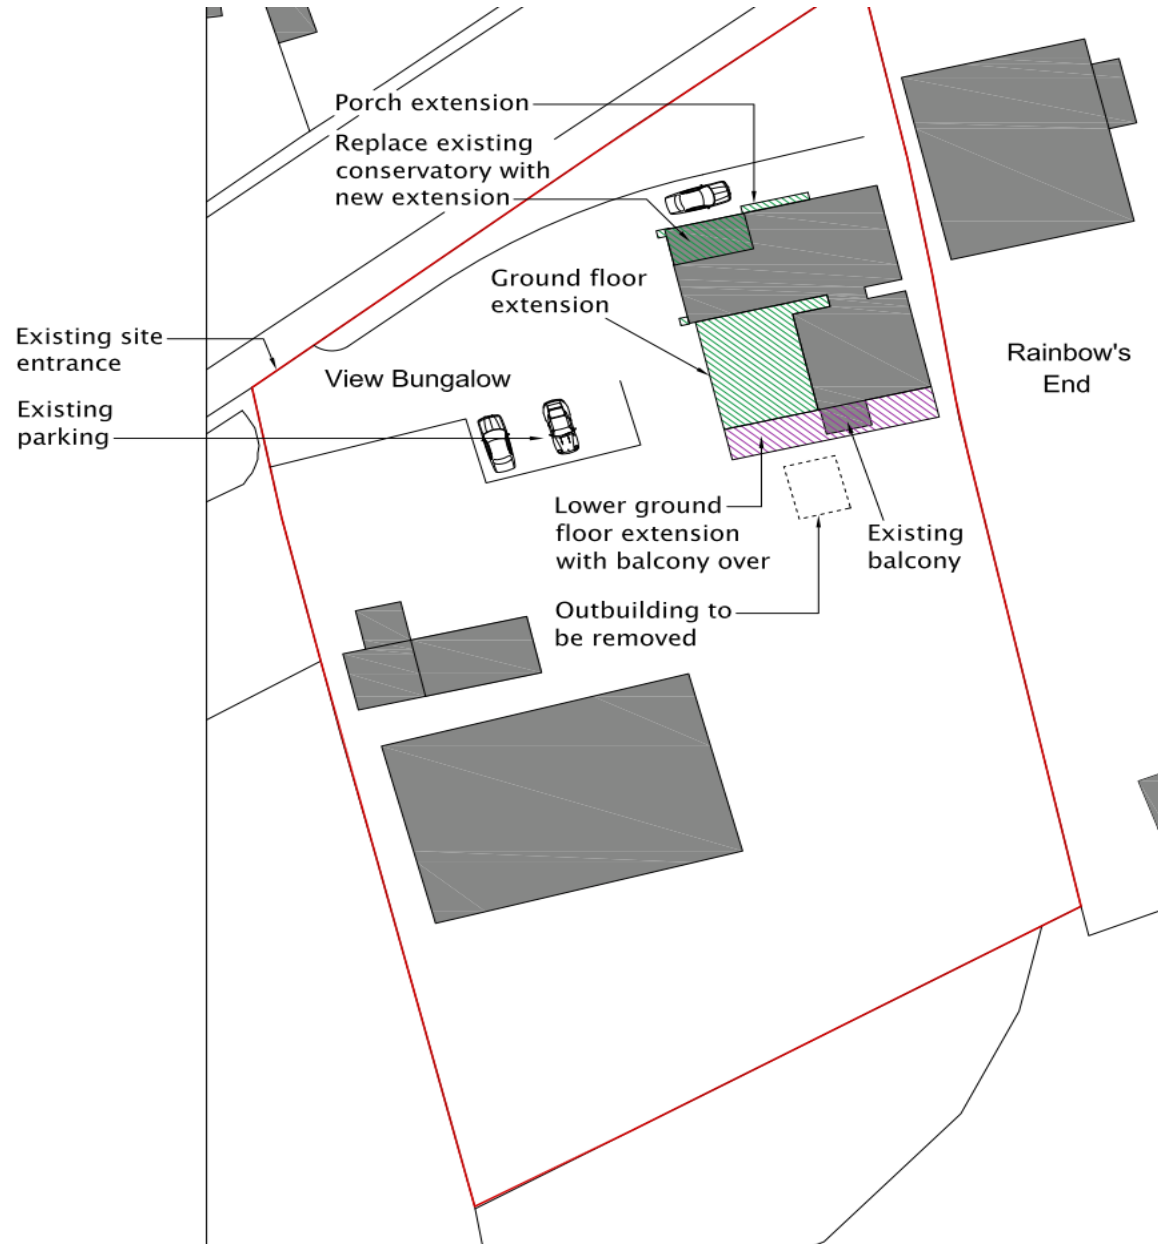 Porch extension
Replace existing
conservatory with
new extension
Ground floor
extension
Existing site
entrance
View Bungalow
Existing
parking
Rainbow's
End
Lower ground
floor extension
with balcony over
Existing
balcony
Outbuilding to
be removed